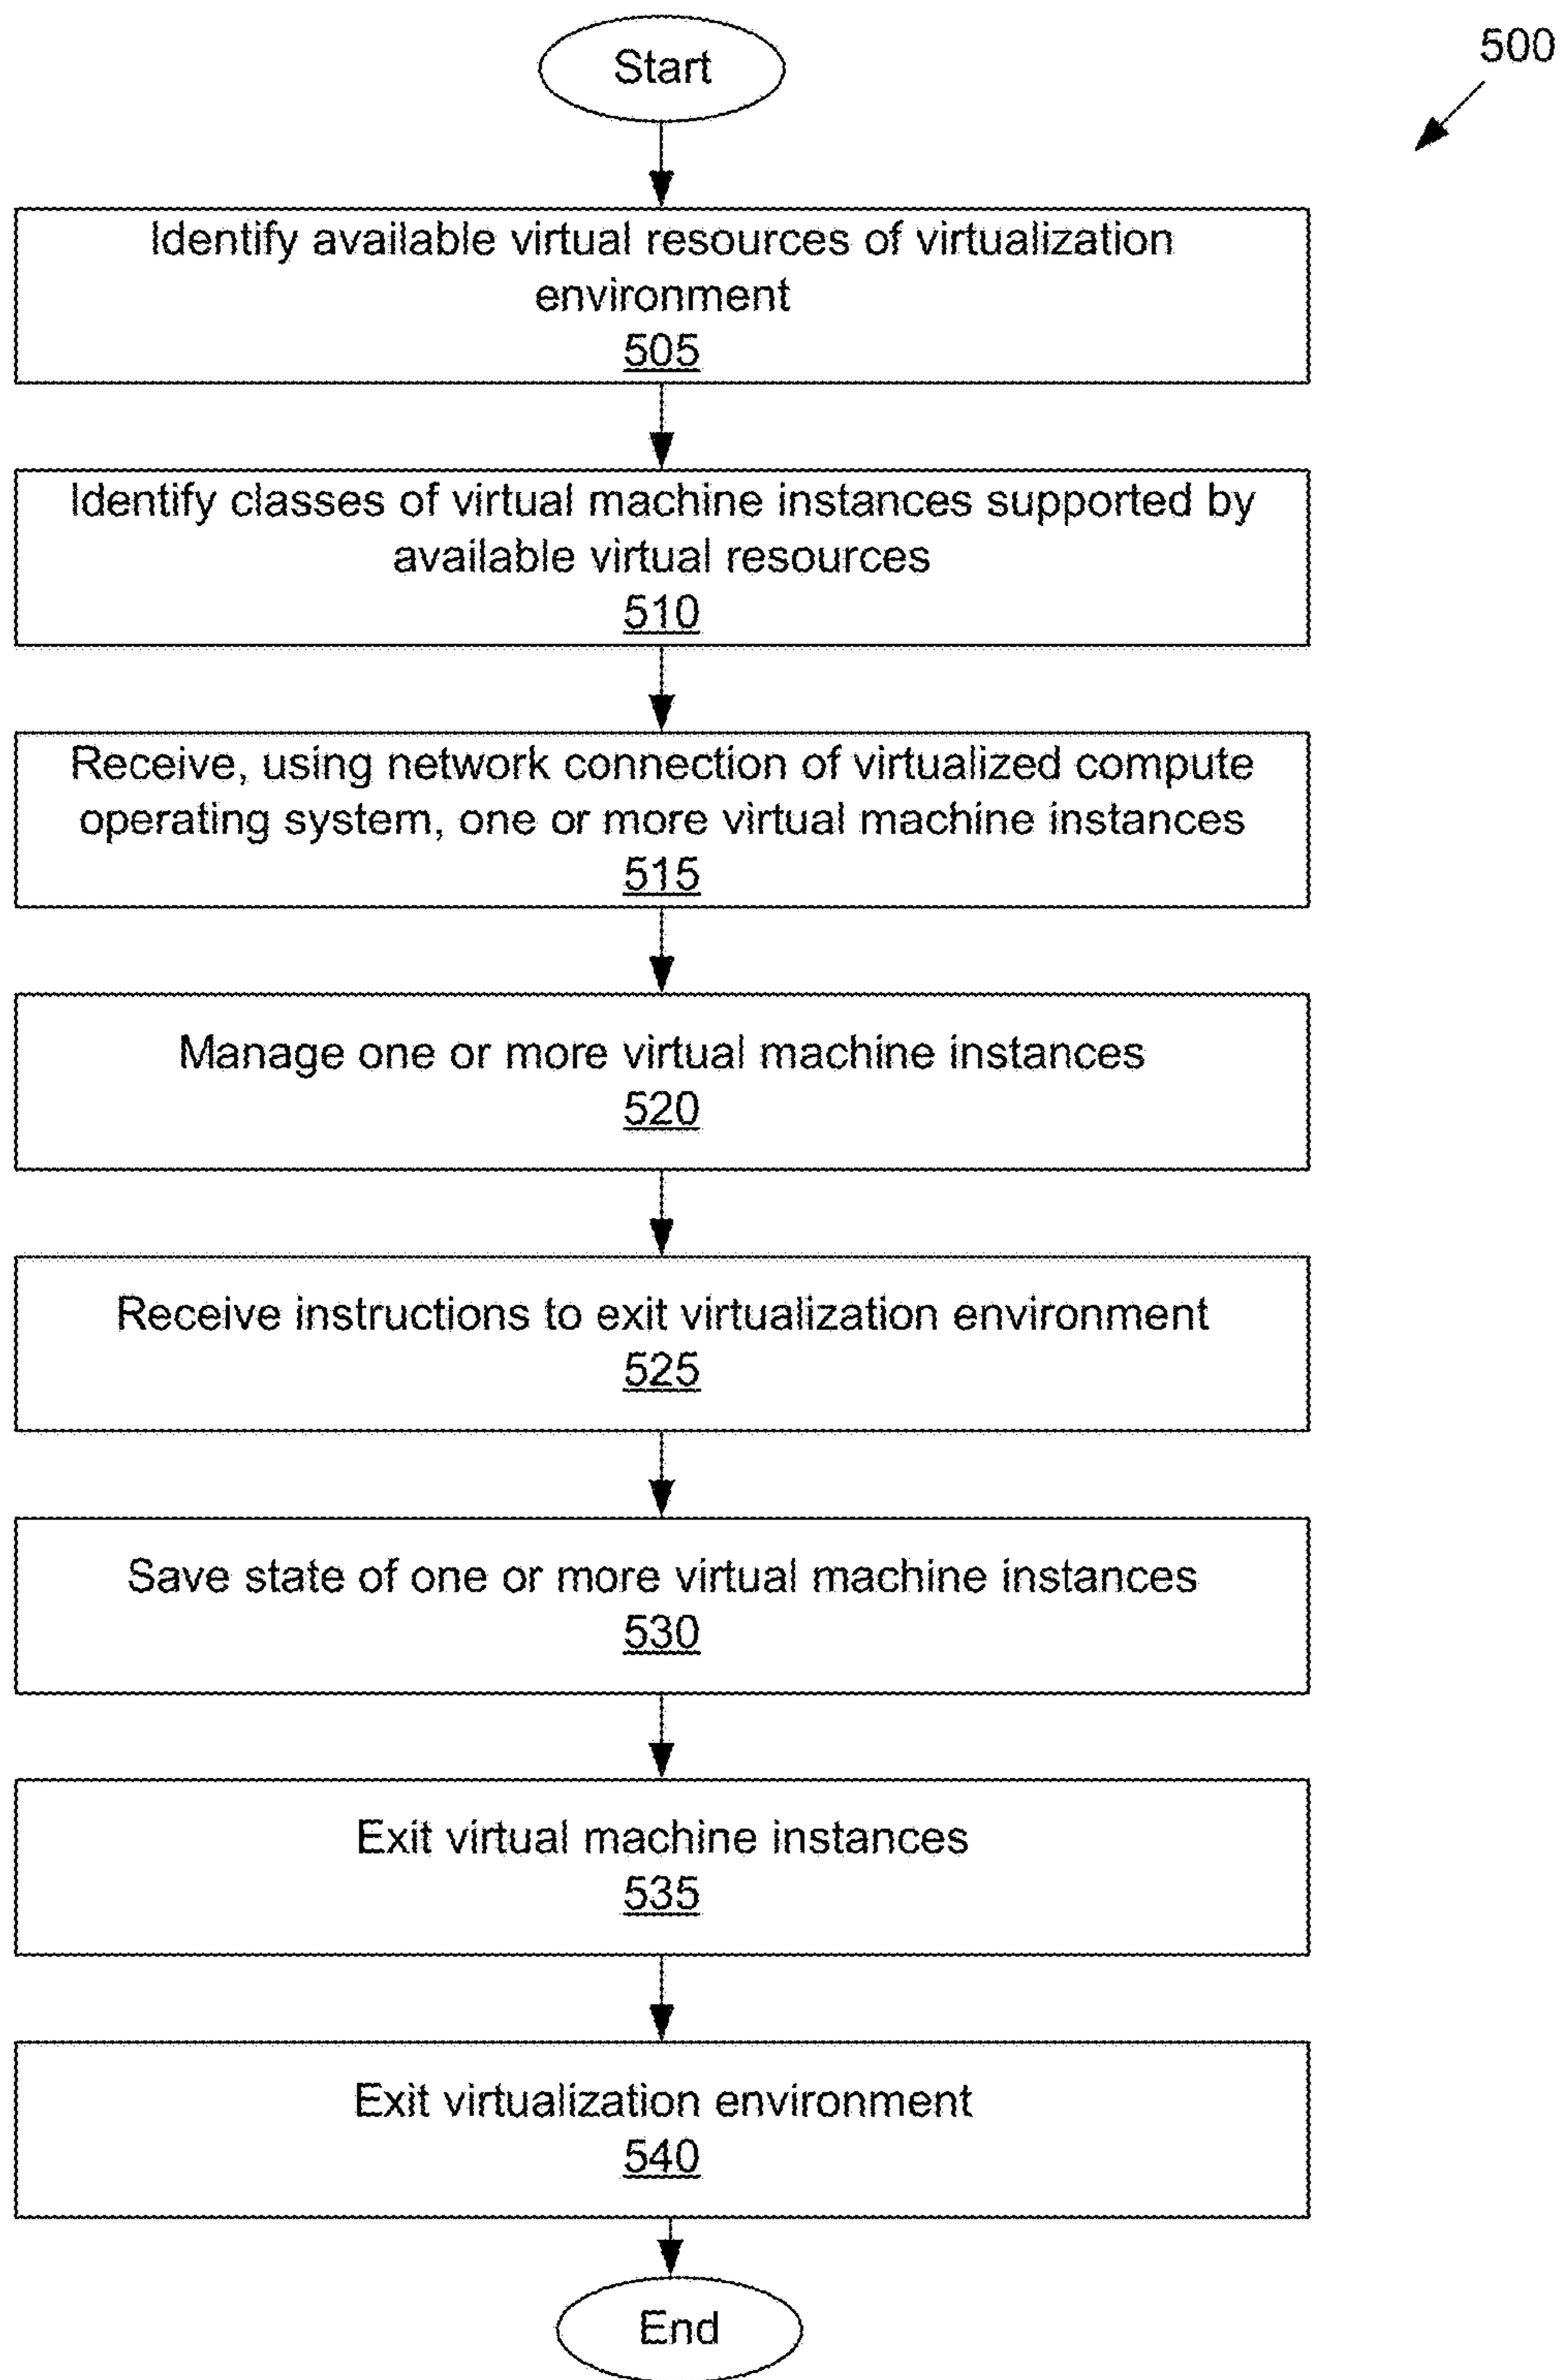 Start
500
Identify available virtual resources of virtualization
environment
505
Identify classes of virtual machine instances supported by
available virtual resources
510
Receive, using network connection of virtualized compute
operating system, one or more virtual machine instances
515
Manage one or more virtual machine instances
520
Receive instructions to exit virtualization environment
525
Save state of one or more virtual machine instances
530
Exit virtual machine instances
535
Exit virtualization environment
540
End